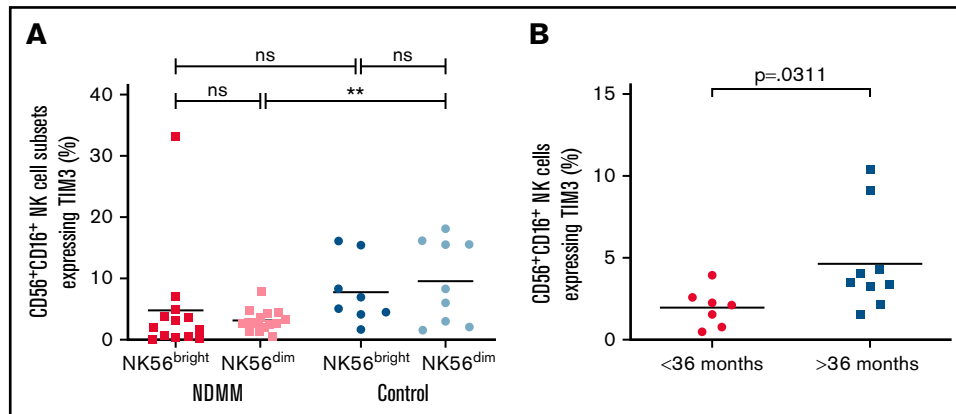 A
ns
ns
ns
**
CD56⁺CD16⁺ NK cell subsets
expressing TIM3 (%)
40
30
20
10
0
NK56ᵇʳⁱᵍʰᵗ
NK56ᵈⁱᵐ
NK56ᵇʳⁱᵍʰᵗ
NK56ᵈⁱᵐ
NDMM
Control
B
p=.0311
CD56⁺CD16⁺ NK cells
expressing TIM3 (%)
15
10
5
0
<36 months
>36 months